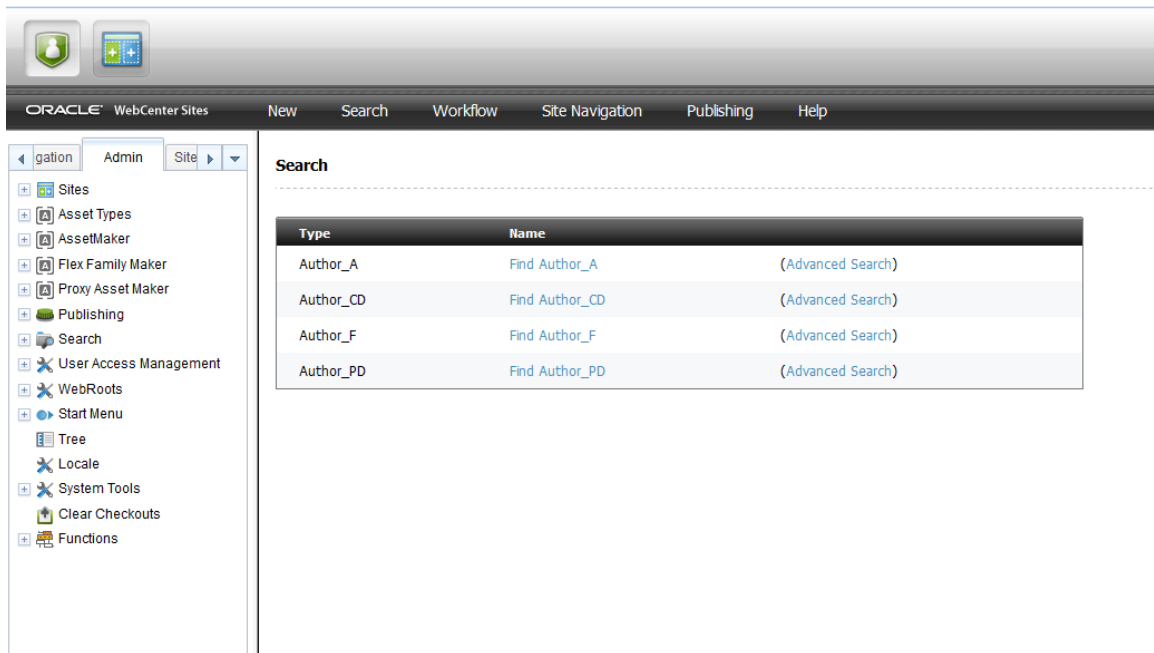 ORACLE WebCenter Sites New Search Workflow Site Navigation Publishing Help
gation Admin Site
Sites
Asset Types
AssetMaker
Flex Family Maker
Proxy Asset Maker
Publishing
Search
User Access Management
WebRoots
Start Menu
Tree
Locale
System Tools
Clear Checkouts
Functions
Search
Type Name
Author_A Find Author_A (Advanced Search)
Author_CD Find Author_CD (Advanced Search)
Author_F Find Author_F (Advanced Search)
Author_PD Find Author_PD (Advanced Search)